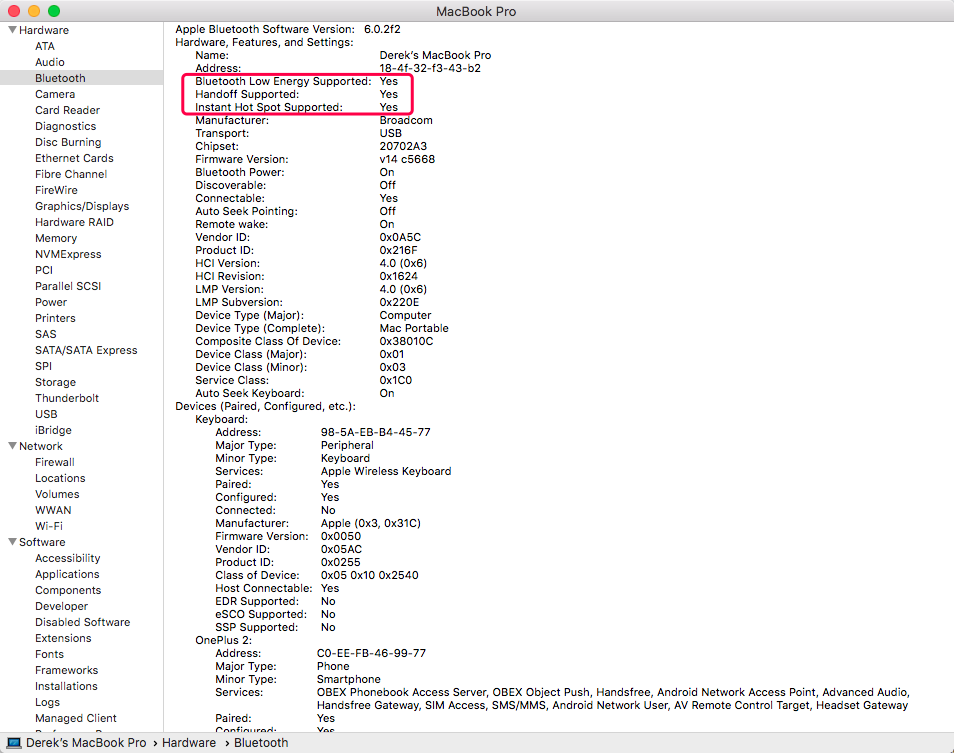 MacBook Pro
Hardware
ATA
Audio
Bluetooth
Camera
Card Reader
Diagnostics
Disc Burning
Ethernet Cards
Fibre Channel
FireWire
Graphics/Displays
Hardware RAID
Memory
NVMExpress
PCI
Parallel SCSI
Power
Printers
SAS
SATA/SATA Express
SPI
Storage
Thunderbolt
USB
iBridge
Network
Firewall
Locations
Volumes
WWAN
Wi-Fi
Software
Accessibility
Applications
Components
Developer
Disabled Software
Extensions
Fonts
Frameworks
Installations
Logs
Managed Client
Apple Bluetooth Software Version: 6.0.2f2
Hardware, Features, and Settings:
Name: Derek's MacBook Pro
Address: 18-4f-32-f3-43-b2
Bluetooth Low Energy Supported: Yes
Handoff Supported: Yes
Instant Hot Spot Supported: Yes
Manufacturer: Broadcom
Transport: USB
Chipset: 20702A3
Firmware Version: v14 c5668
Bluetooth Power: On
Discoverable: Off
Connectable: Yes
Auto Seek Pointing: Off
Remote wake: On
Vendor ID: 0x0A5C
Product ID: 0x216F
HCI Version: 4.0 (0x6)
HCI Revision: 0x1624
LMP Version: 4.0 (0x6)
LMP Subversion: 0x220E
Device Type (Major): Computer
Device Type (Complete): Mac Portable
Composite Class Of Device: 0x38010C
Device Class (Major): 0x01
Device Class (Minor): 0x03
Service Class: 0x1C0
Auto Seek Keyboard: On
Devices (Paired, Configured, etc.):
Keyboard:
Address: 98-5A-EB-B4-45-77
Major Type: Peripheral
Minor Type: Keyboard
Services: Apple Wireless Keyboard
Paired: Yes
Configured: Yes
Connected: No
Manufacturer: Apple (0x3, 0x31C)
Firmware Version: 0x0050
Vendor ID: 0x05AC
Product ID: 0x0255
Class of Device: 0x05 0x10 0x2540
Host Connectable: Yes
EDR Supported: No
eSCO Supported: No
SSP Supported: No
OnePlus 2:
Address: C0-EE-FB-46-99-77
Major Type: Phone
Minor Type: Smartphone
Services: OBEX Phonebook Access Server, OBEX Object Push, Handsfree, Android Network Access Point, Advanced Audio,
Handsfree Gateway, SIM Access, SMS/MMS, Android Network User, AV Remote Control Target, Headset Gateway
Paired: Yes
Configured: Yes
Derek's MacBook Pro › Hardware › Bluetooth